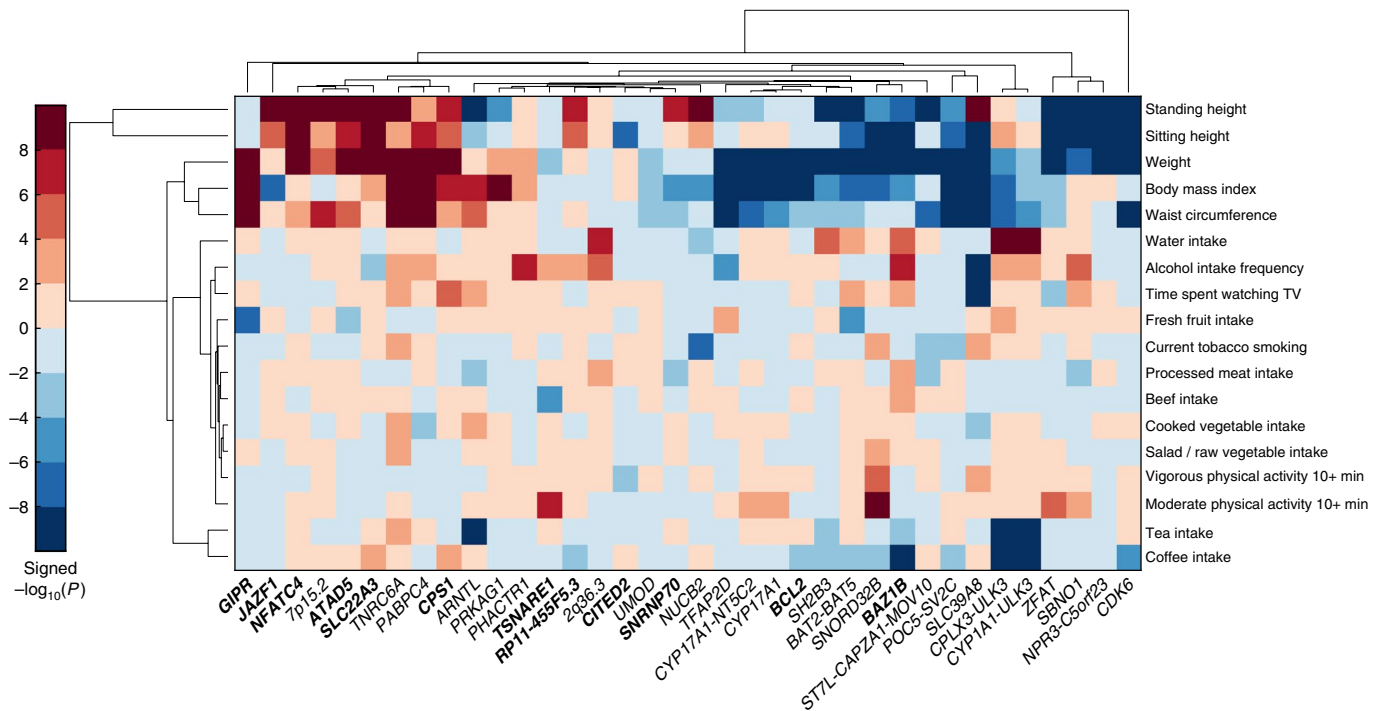 8
6
4
2
0
−2
−4
−6
−8
Signed
−log10(P)
Standing height
Sitting height
Weight
Body mass index
Waist circumference
Water intake
Alcohol intake frequency
Time spent watching TV
Fresh fruit intake
Current tobacco smoking
Processed meat intake
Beef intake
Cooked vegetable intake
Salad / raw vegetable intake
Vigorous physical activity 10+ min
Moderate physical activity 10+ min
Tea intake
Coffee intake
GIPR
JAZF1
NFATC4
7p15.2
ATAD5
SLC22A3
TNRC6A
PABPC4
CPS1
ARNTL
PRKAG1
PHACTR1
TSNARE1
RP11-455F5.3
2q36.3
CITED2
UMOD
SNRNP70
NUCB2
TFAP2D
CYP17A1-NT5C2
CYP17A1
BCL2
SH2B3
BAT2-BAT5
SNORD32B
BAZ1B
ST7L-CAPZA1-MOV10
POC5-SV2C
SLC39A8
CPLX3-ULK3
CYP1A1-ULK3
ZFAT
SBNO1
NPR3-C5orf23
CDK6